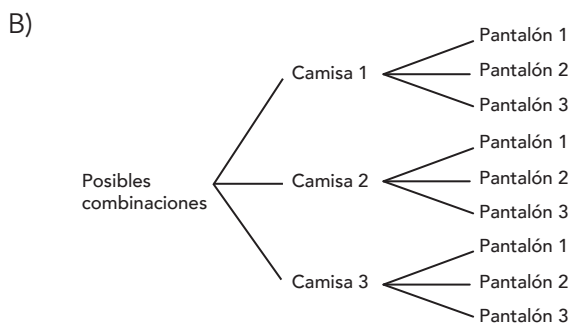 B)
Posibles
combinaciones
Camisa 1
Pantalón 1
Pantalón 2
Pantalón 3
Camisa 2
Pantalón 1
Pantalón 2
Pantalón 3
Camisa 3
Pantalón 1
Pantalón 2
Pantalón 3